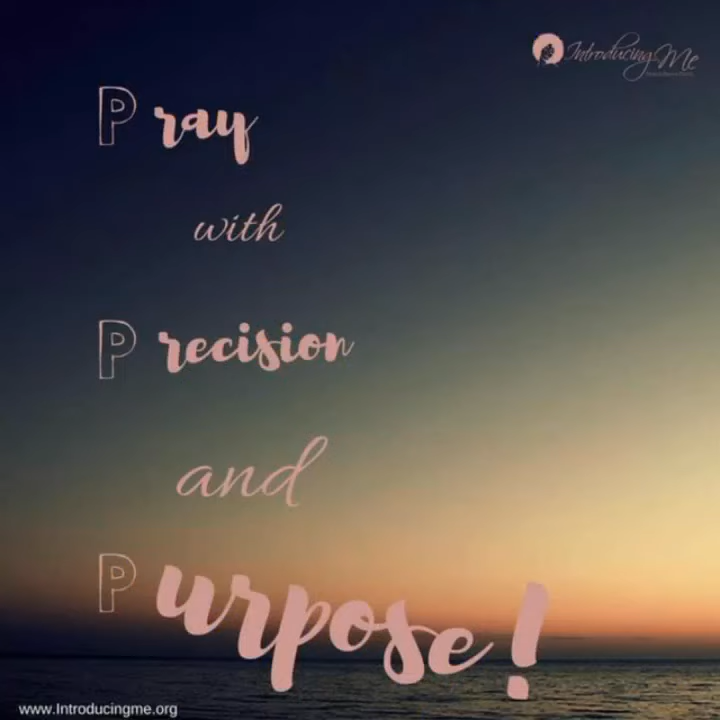 IntroducingMe
Pray
with
Precision
and
Purpose!
www.Introducingme.org